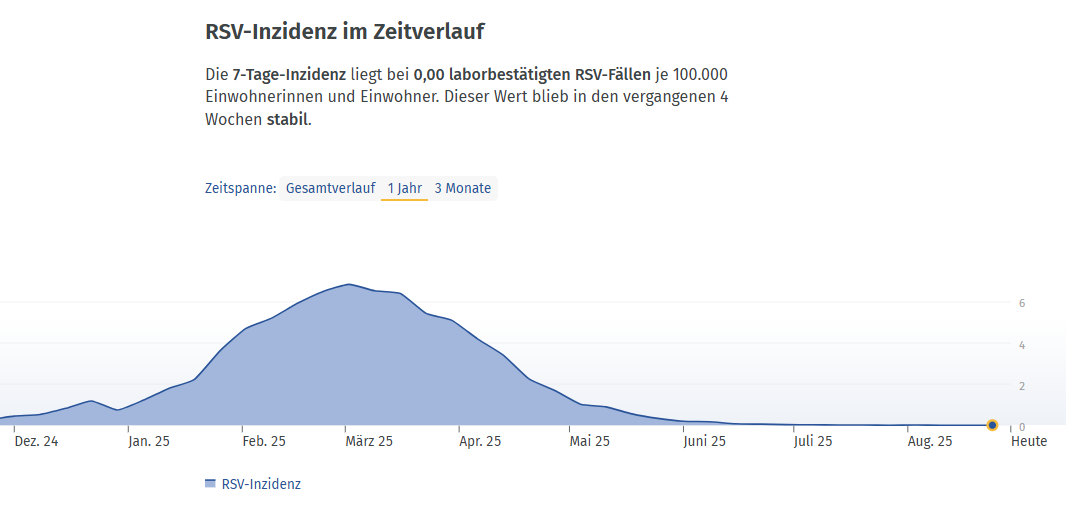 RSV-Inzidenz im Zeitverlauf
Die 7-Tage-Inzidenz liegt bei 0,00 laborbestätigten RSV-Fällen je 100.000
Einwohnerinnen und Einwohner. Dieser Wert blieb in den vergangenen 4
Wochen stabil.
Zeitspanne: Gesamtverlauf 1 Jahr 3 Monate
6
4
2
0
Dez. 24 Jan. 25 Feb. 25 März 25 Apr. 25 Mai 25 Juni 25 Juli 25 Aug. 25 Heute
RSV-Inzidenz